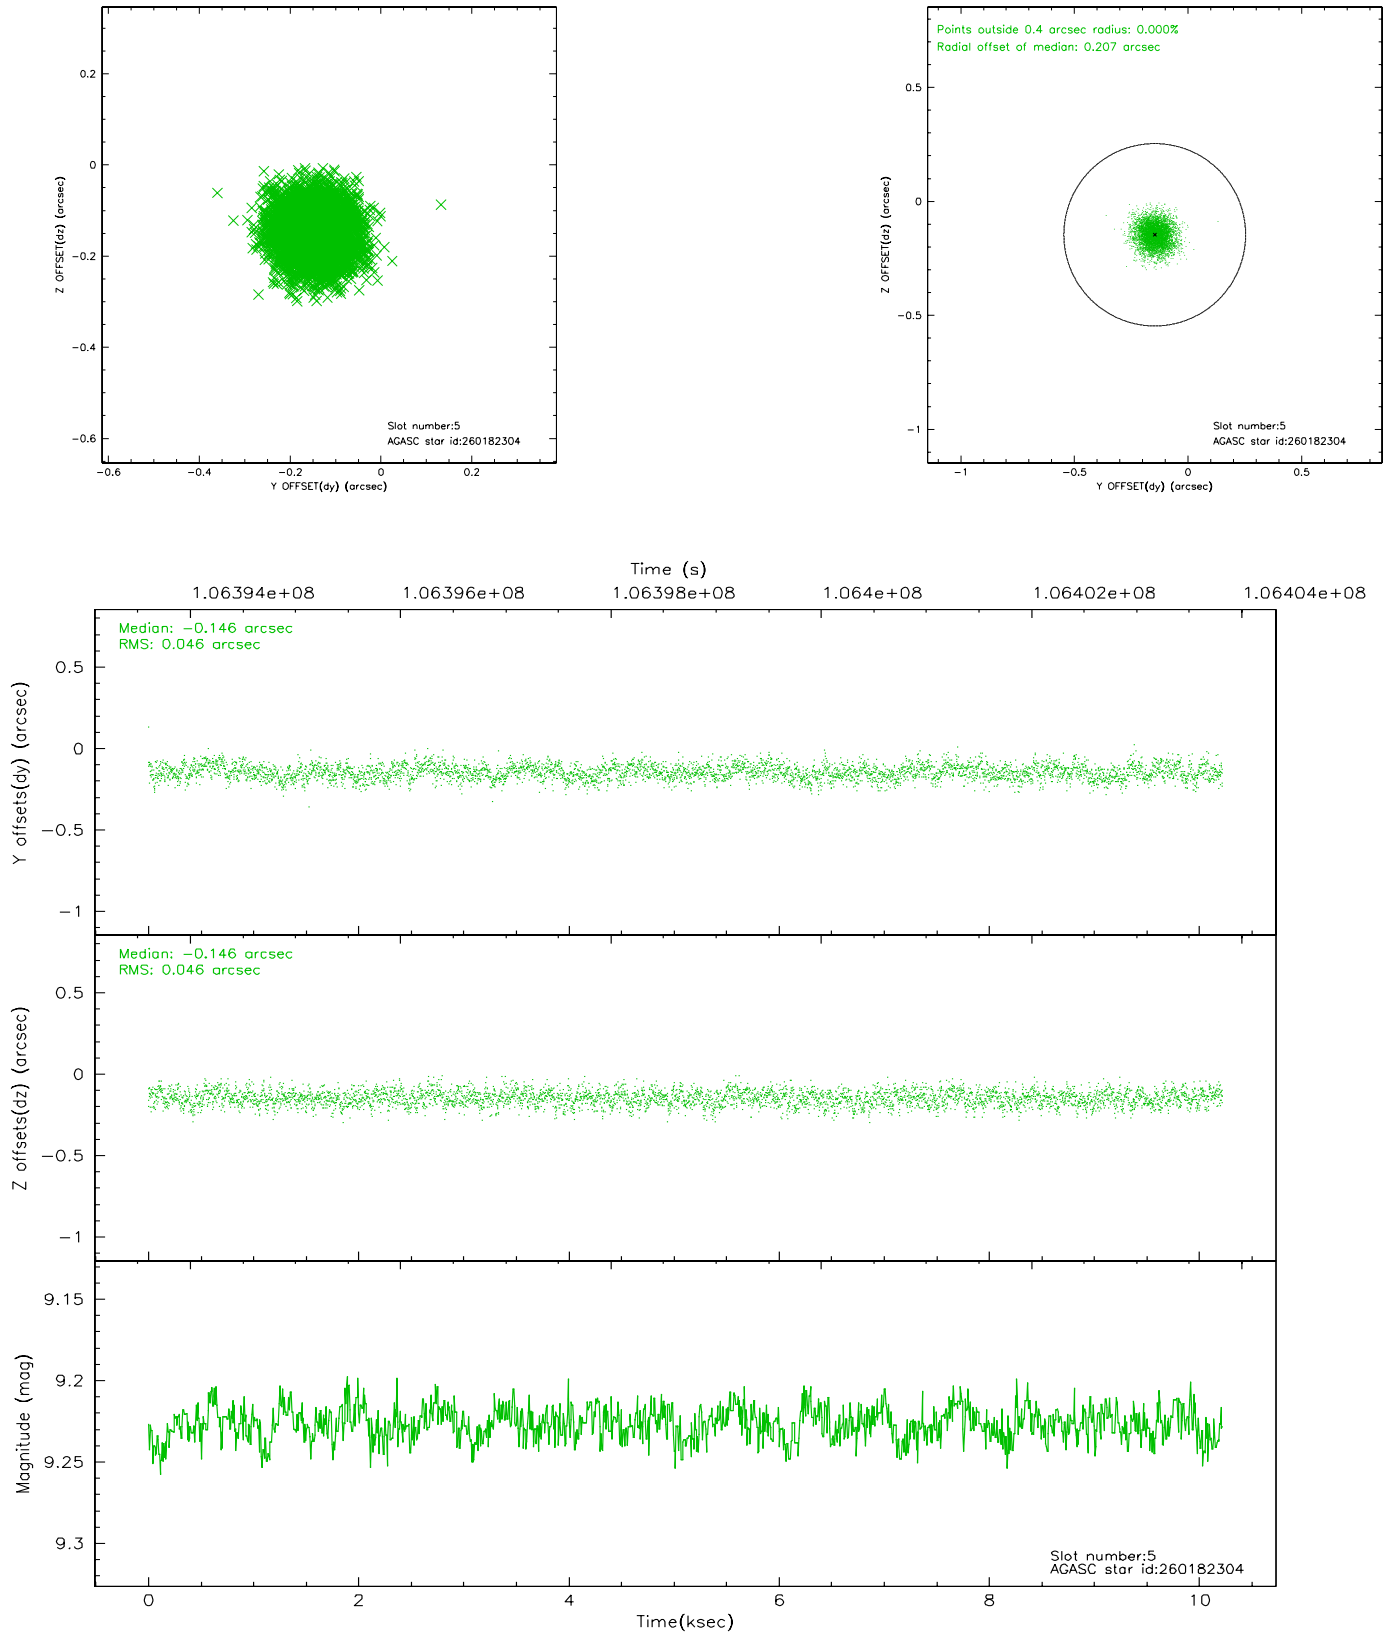 0.2
0
-0.2
-0.4
-0.6
Z OFFSET(dz) (arcsec)
Slot number:5
AGASC star id:260182304
-0.6 -0.4 -0.2 0 0.2
Y OFFSET(dy) (arcsec)
Points outside 0.4 arcsec radius: 0.000%
Radial offset of median: 0.207 arcsec
0.5
0
-0.5
-1
Z OFFSET(dz) (arcsec)
Slot number:5
AGASC star id:260182304
-1 -0.5 0 0.5
Y OFFSET(dy) (arcsec)
Time (s)
1.06394e+08 1.06396e+08 1.06398e+08 1.064e+08 1.06402e+08 1.06404e+08
Median: -0.146 arcsec
RMS: 0.046 arcsec
0.5
0
-0.5
-1
Y offsets(dy) (arcsec)
Median: -0.146 arcsec
RMS: 0.046 arcsec
0.5
0
-0.5
-1
Z offsets(dz) (arcsec)
9.15
9.2
9.25
9.3
Magnitude (mag)
Slot number:5
AGASC star id:260182304
0 2 4 6 8 10
Time(ksec)